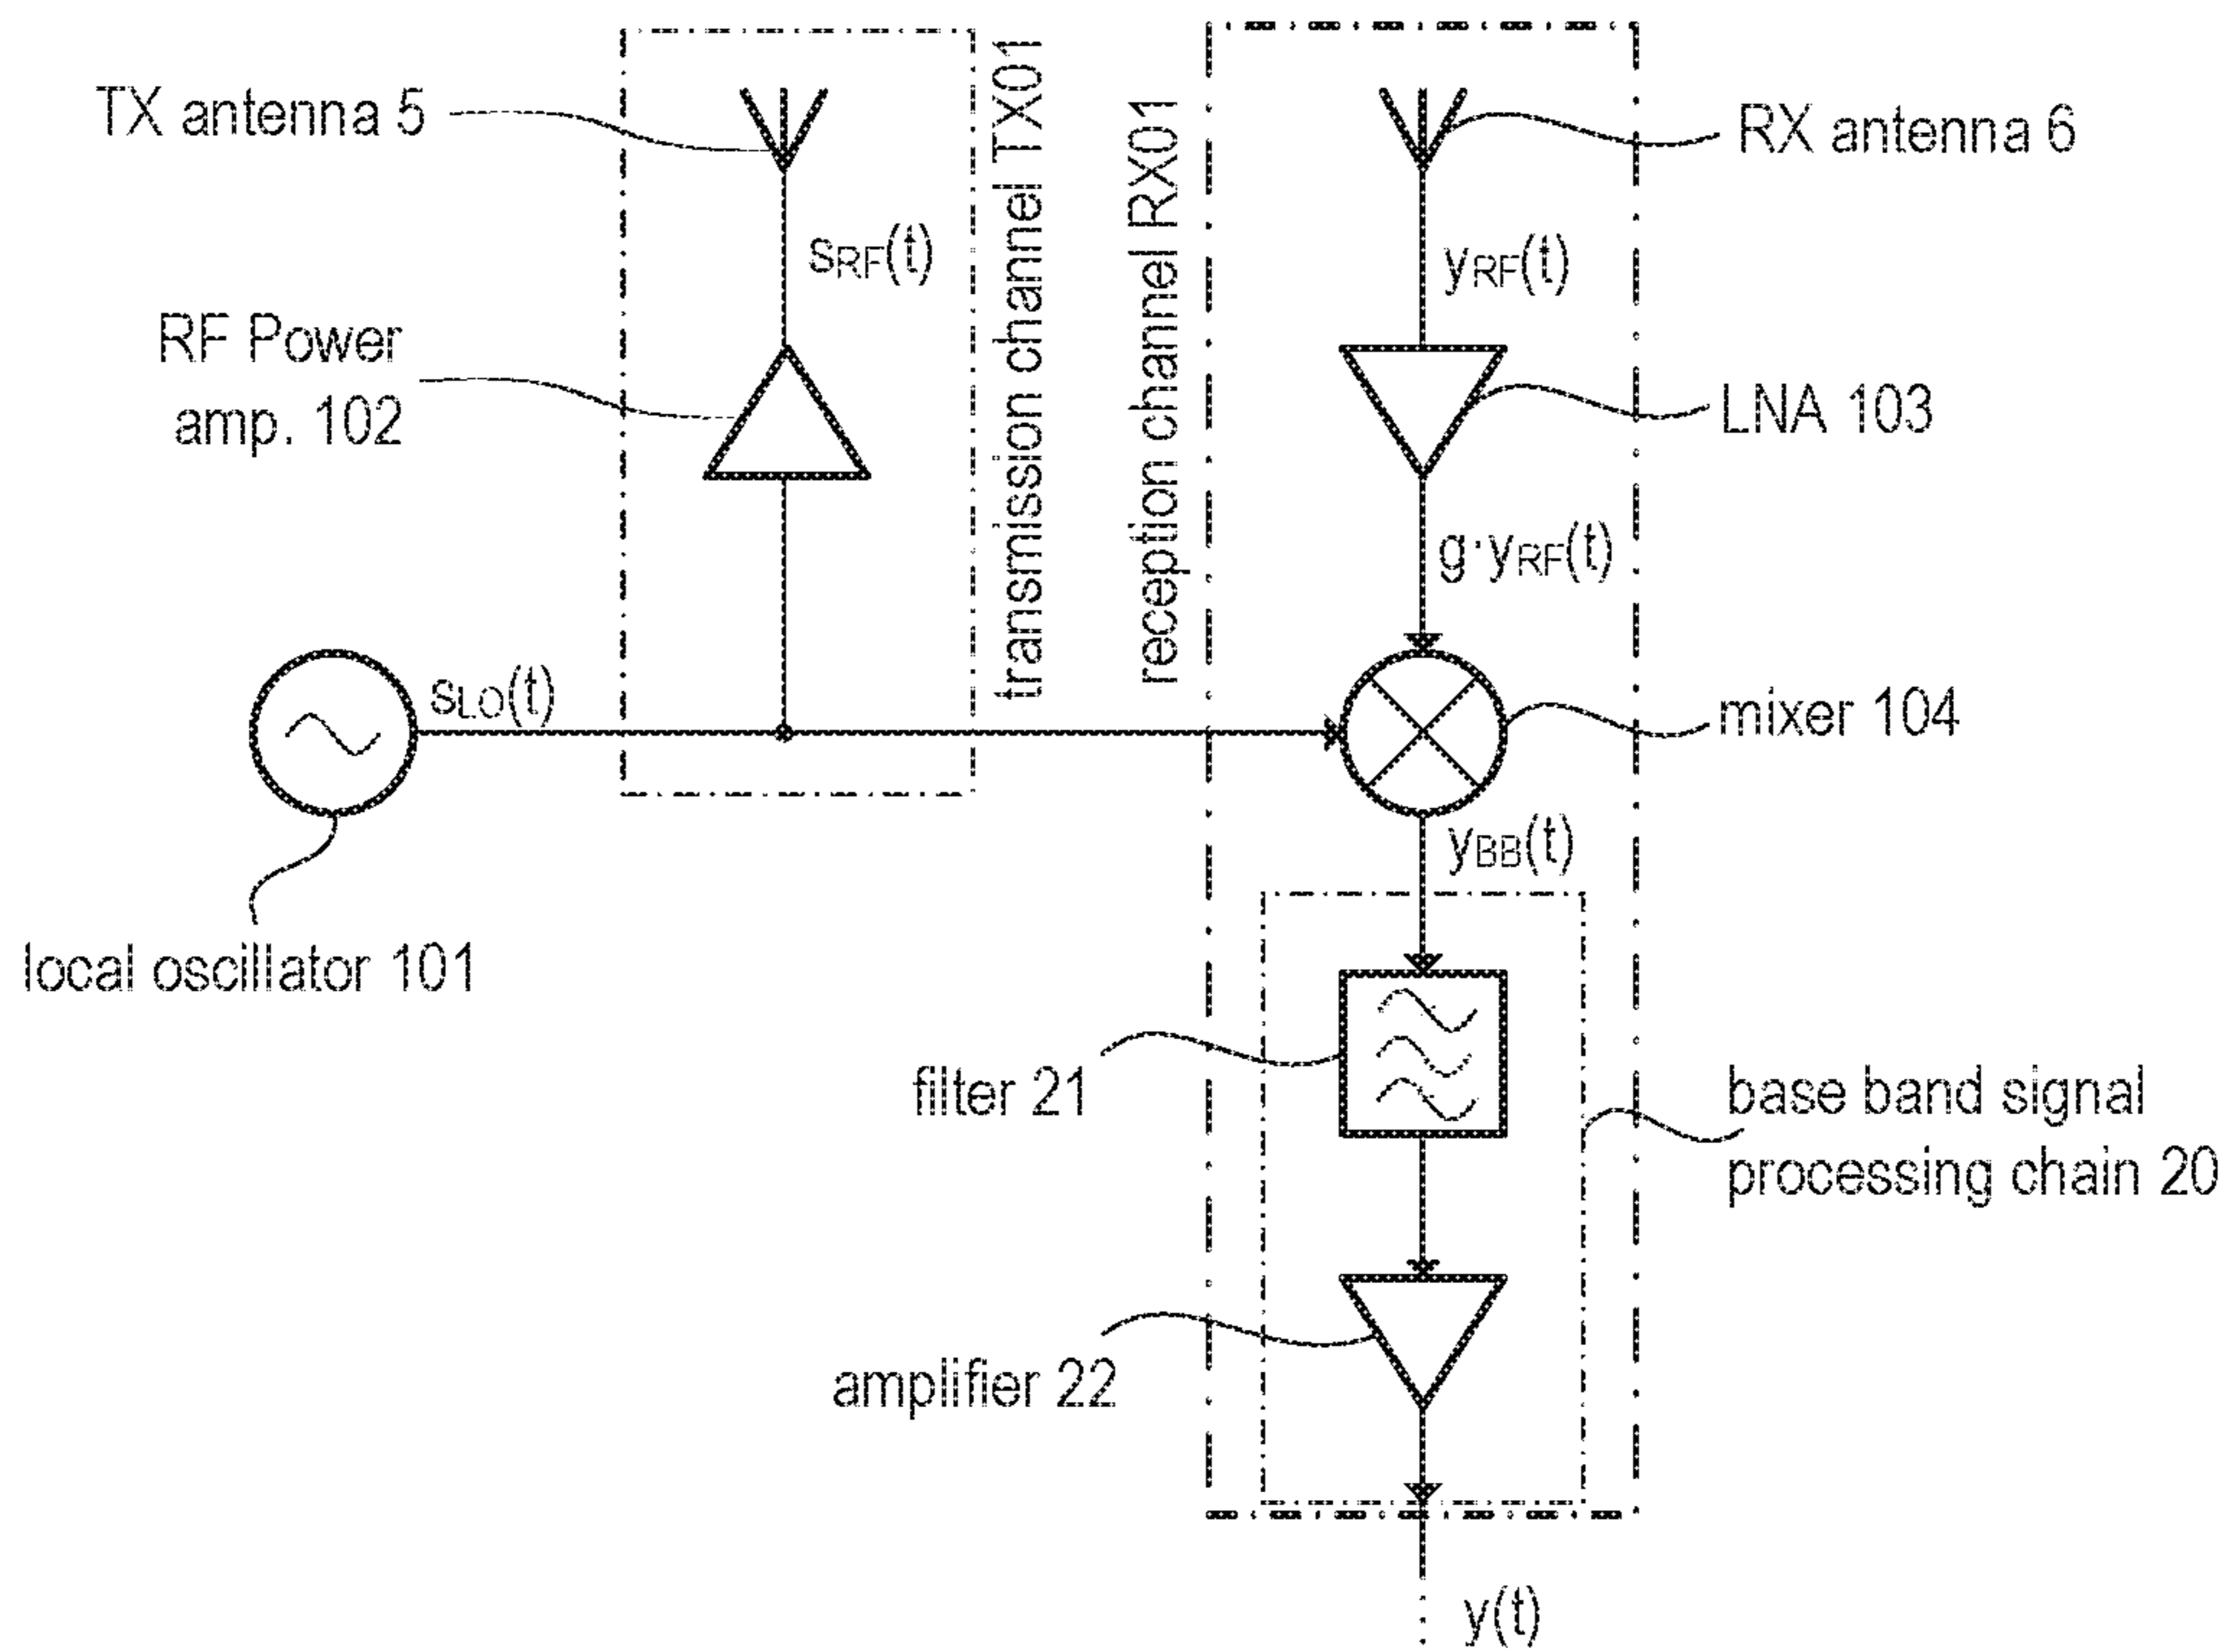 TX antenna 5
RF Power
amp. 102
sRF(t)
transmission channel TX01
reception channel RX01
RX antenna 6
yRF(t)
LNA 103
g·yRF(t)
sLO(t)
mixer 104
local oscillator 101
yBB(t)
filter 21
base band signal
processing chain 20
amplifier 22
y(t)